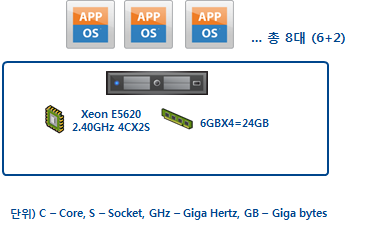 APP APP APP
OS OS OS
... 총 8대 (6+2)
Xeon E5620
2.40GHz 4CX2S
6GBX4=24GB
단위) C – Core, S – Socket, GHz – Giga Hertz, GB – Giga bytes